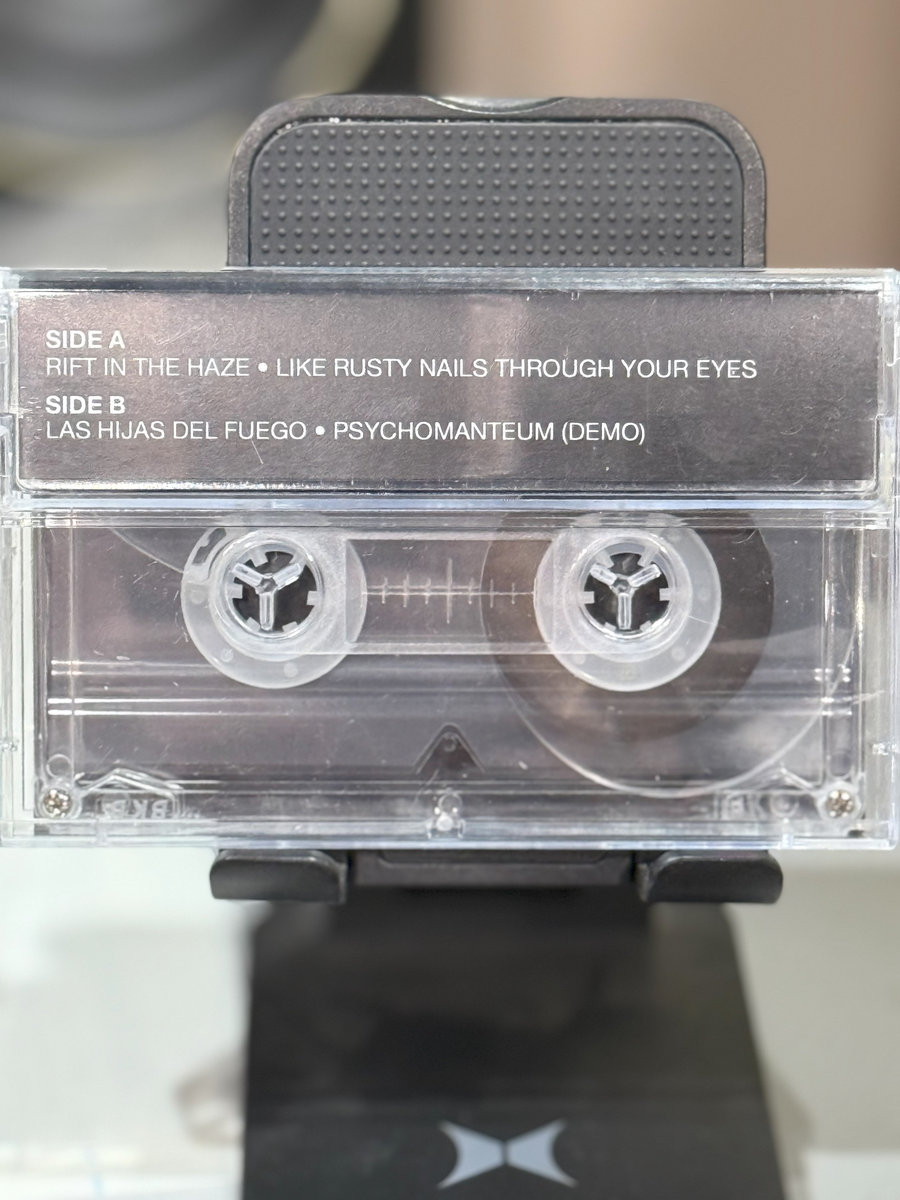 SIDE A
RIFT IN THE HAZE • LIKE RUSTY NAILS THROUGH YOUR EYES
SIDE B
LAS HIJAS DEL FUEGO • PSYCHOMANTEUM (DEMO)